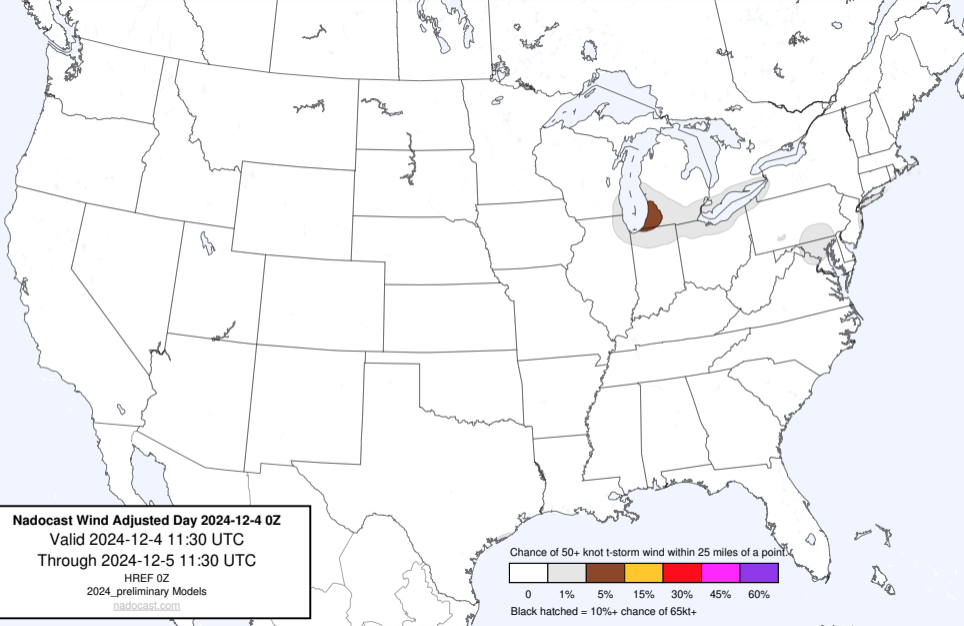 Nadocast Wind Adjusted Day 2024-12-4 0Z
Valid 2024-12-4 11:30 UTC
Through 2024-12-5 11:30 UTC
HREF 0Z
2024_preliminary Models
nadocast.com
Chance of 50+ knot t-storm wind within 25 miles of a point.
0 1% 5% 15% 30% 45% 60%
Black hatched = 10%+ chance of 65kt+